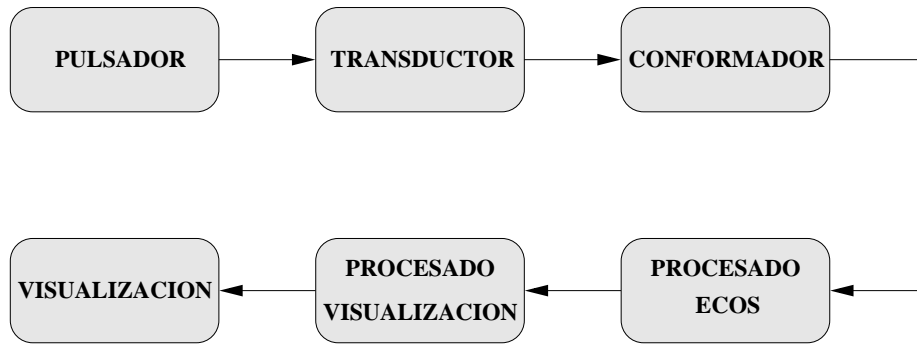 PULSADOR
TRANSDUCTOR
CONFORMADOR
PROCESADO
ECOS
PROCESADO
VISUALIZACION
VISUALIZACION